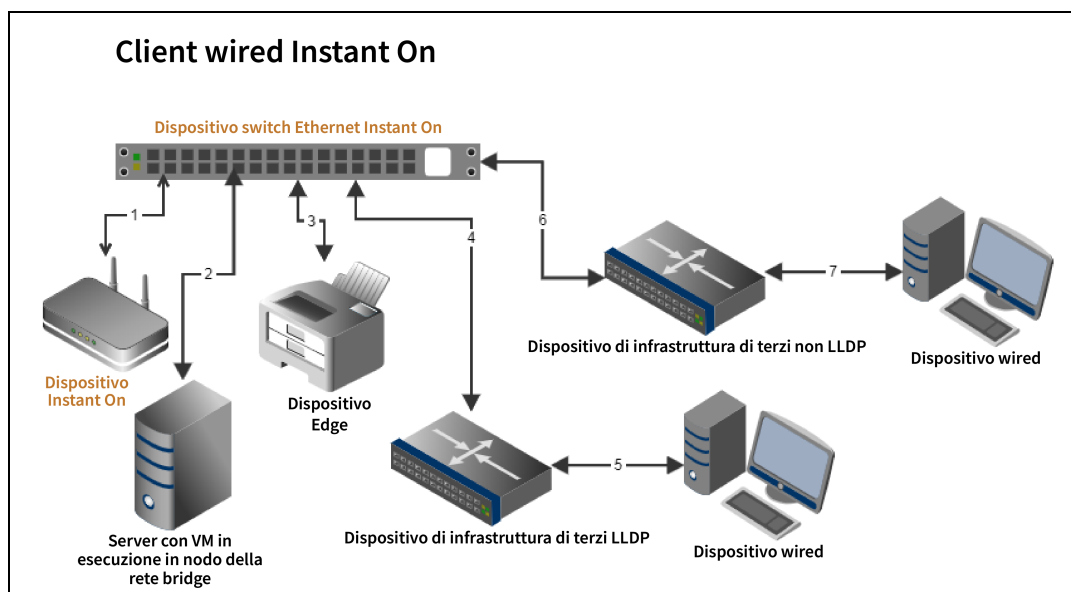 Client wired Instant On
Dispositivo switch Ethernet Instant On
1
2
3
4
6
7
5
Dispositivo
Instant On
Dispositivo
Edge
Dispositivo di infrastruttura di terzi non LLDP
Dispositivo wired
Server con VM in
esecuzione in nodo della
rete bridge
Dispositivo di infrastruttura di terzi LLDP
Dispositivo wired